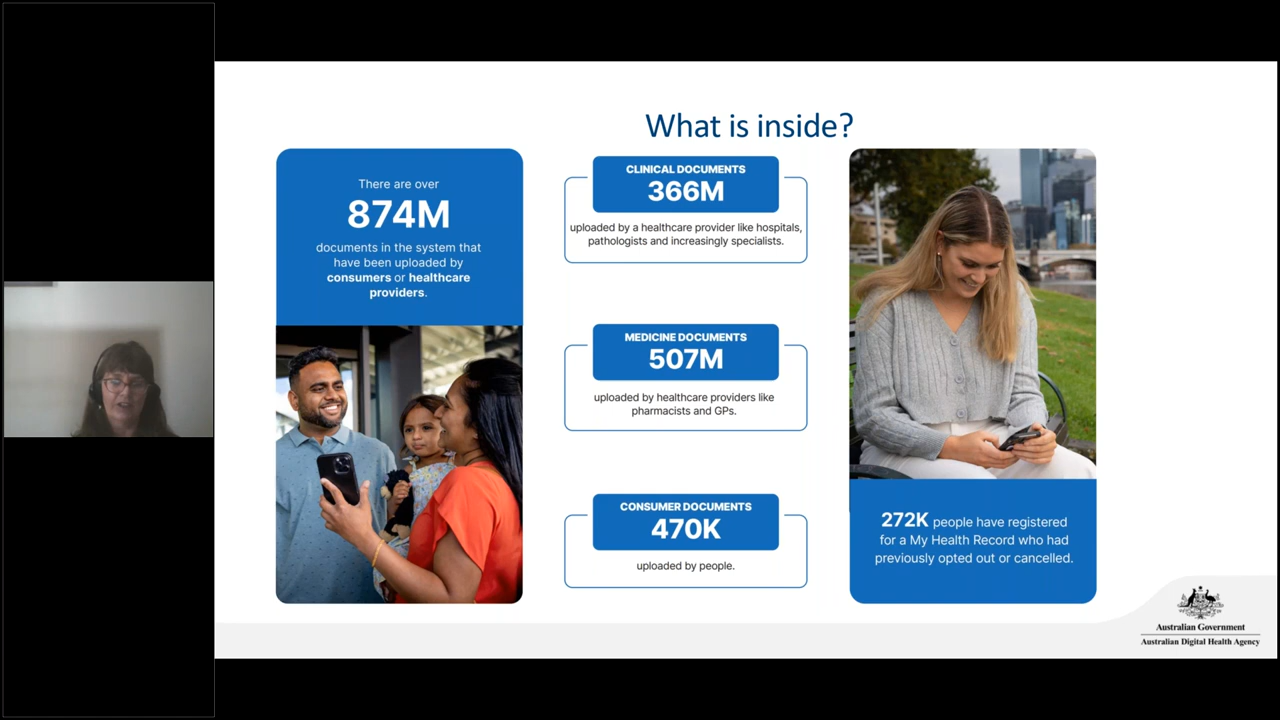 What is inside?
There are over
874M
documents in the system that
have been uploaded by
consumers or healthcare
providers.
CLINICAL DOCUMENTS
366M
uploaded by a healthcare provider like hospitals,
pathologists and increasingly specialists.
MEDICINE DOCUMENTS
507M
uploaded by healthcare providers like
pharmacists and GPs.
CONSUMER DOCUMENTS
470K
uploaded by people.
272K people have registered
for a My Health Record who had
previously opted out or cancelled.
Australian Government
Australian Digital Health Agency